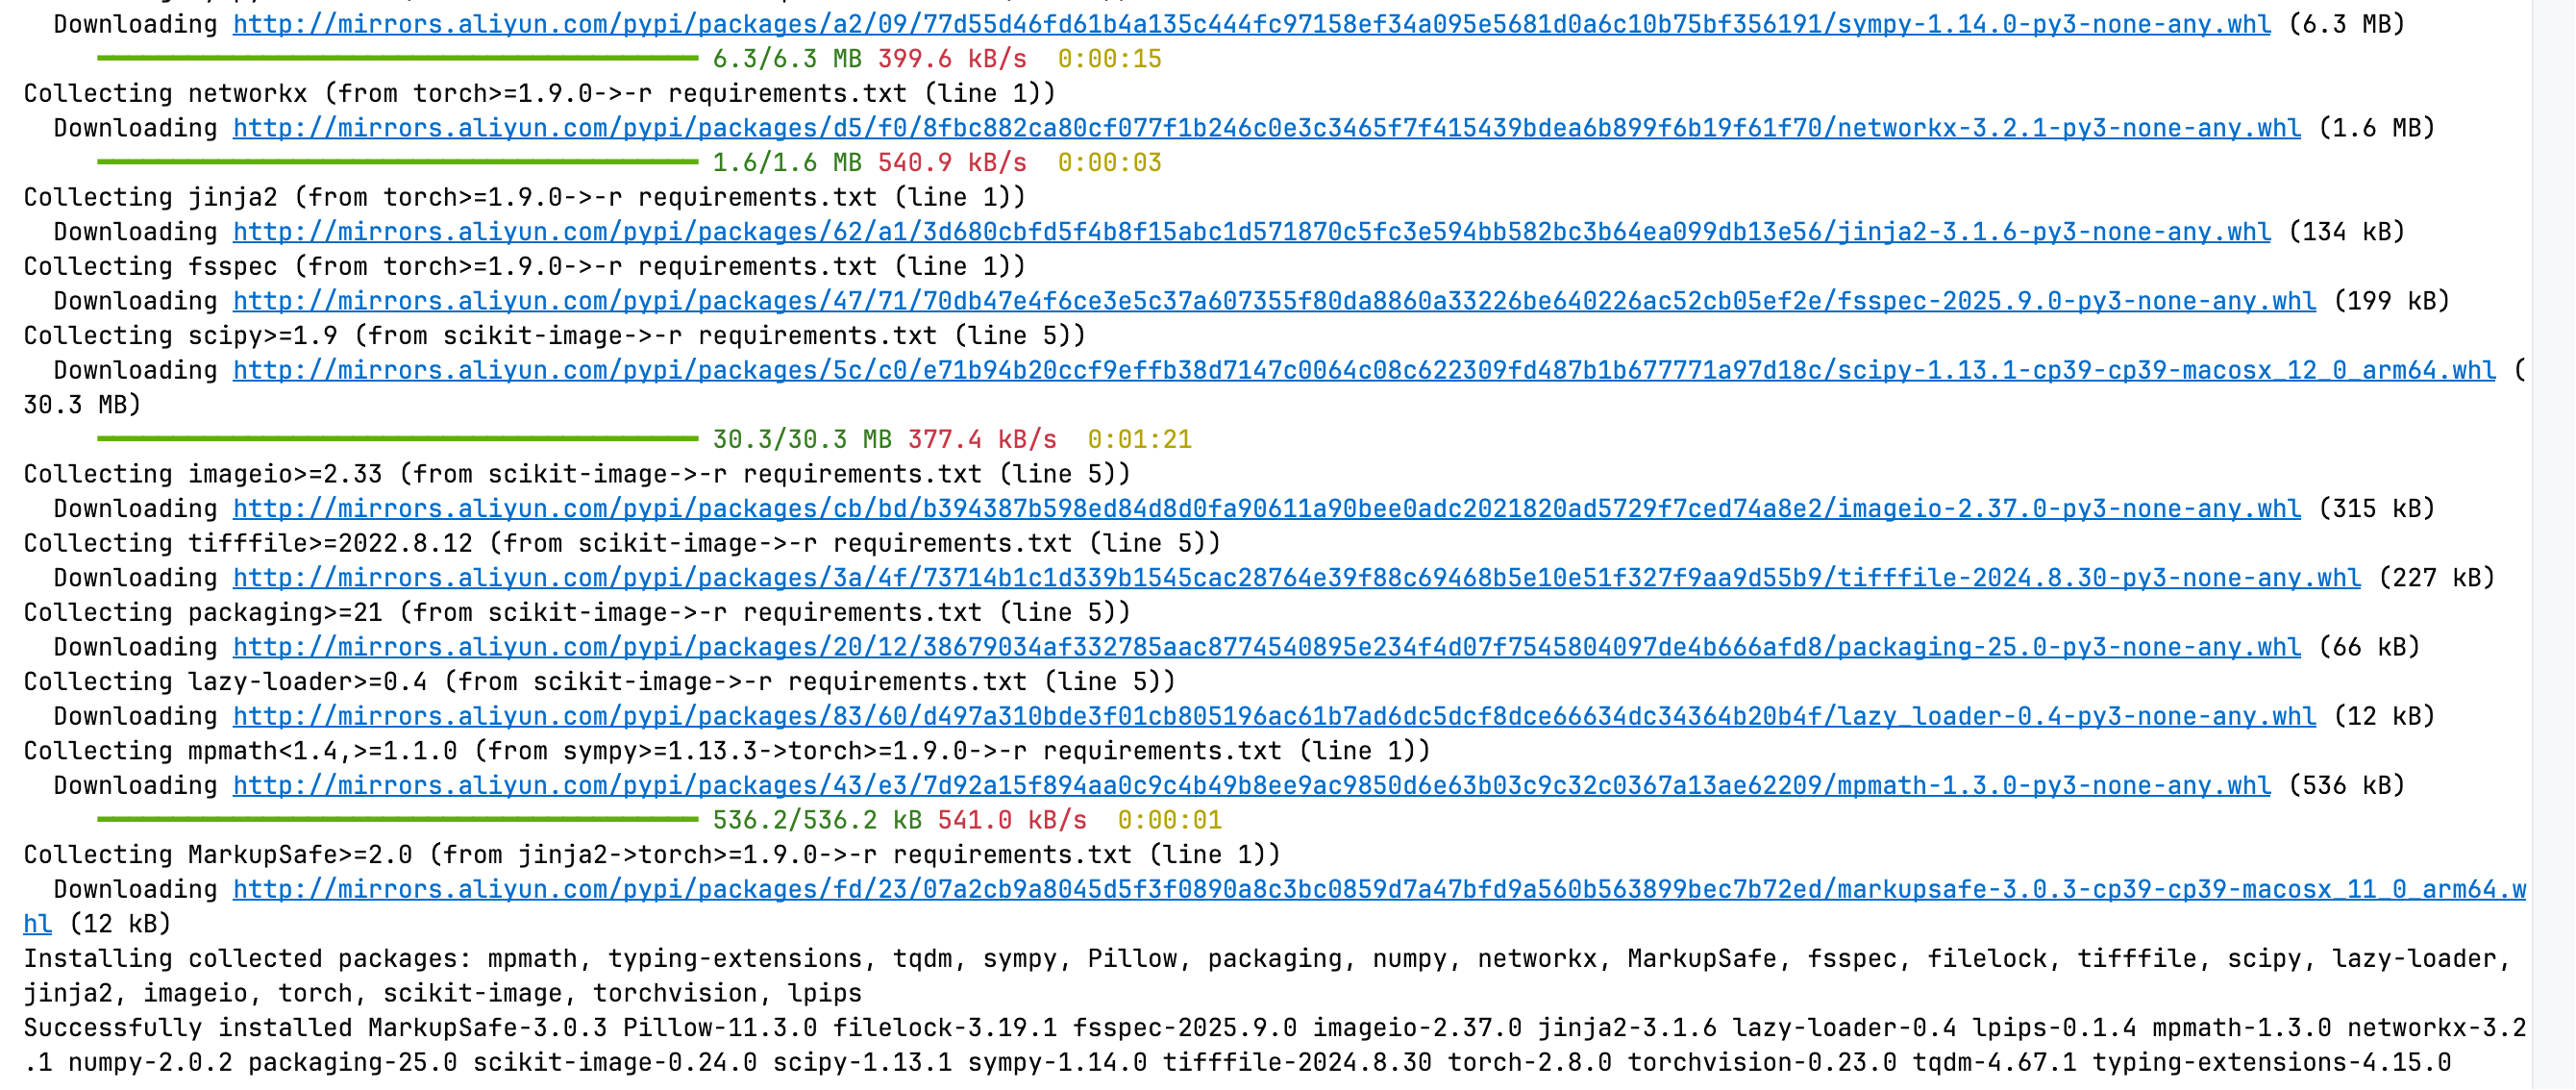 Downloading http://mirrors.aliyun.com/pypi/packages/a2/09/77d55d46fd61b4a135c444fc97158ef34a095e5681d0a6c10b75bf356191/sympy-1.14.0-py3-none-any.whl (6.3 MB)
6.3/6.3 MB 399.6 kB/s 0:00:15
Collecting networkx (from torch>=1.9.0->-r requirements.txt (line 1))
Downloading http://mirrors.aliyun.com/pypi/packages/d5/f0/8fbc882ca80cf077f1b246c0e3c3465f7f415439bdea6b899f6b19f61f70/networkx-3.2.1-py3-none-any.whl (1.6 MB)
1.6/1.6 MB 540.9 kB/s 0:00:03
Collecting jinja2 (from torch>=1.9.0->-r requirements.txt (line 1))
Downloading http://mirrors.aliyun.com/pypi/packages/62/a1/3d680cbfd5f4b8f15abc1d571870c5fc3e594bb582bc3b64ea099db13e56/jinja2-3.1.6-py3-none-any.whl (134 kB)
Collecting fsspec (from torch>=1.9.0->-r requirements.txt (line 1))
Downloading http://mirrors.aliyun.com/pypi/packages/47/71/70db47e4f6ce3e5c37a607355f80da8860a33226be640226ac52cb05ef2e/fsspec-2025.9.0-py3-none-any.whl (199 kB)
Collecting scipy>=1.9 (from scikit-image->-r requirements.txt (line 5))
Downloading http://mirrors.aliyun.com/pypi/packages/5c/c0/e71b94b20ccf9effb38d7147c0064c08c622309fd487b1b677771a97d18c/scipy-1.13.1-cp39-cp39-macosx_12_0_arm64.whl (
30.3 MB)
30.3/30.3 MB 377.4 kB/s 0:01:21
Collecting imageio>=2.33 (from scikit-image->-r requirements.txt (line 5))
Downloading http://mirrors.aliyun.com/pypi/packages/cb/bd/b394387b598ed84d8d0fa90611a90bee0adc2021820ad5729f7ced74a8e2/imageio-2.37.0-py3-none-any.whl (315 kB)
Collecting tifffile>=2022.8.12 (from scikit-image->-r requirements.txt (line 5))
Downloading http://mirrors.aliyun.com/pypi/packages/3a/4f/73714b1c1d339b1545cac28764e39f88c69468b5e10e51f327f9aa9d55b9/tifffile-2024.8.30-py3-none-any.whl (227 kB)
Collecting packaging>=21 (from scikit-image->-r requirements.txt (line 5))
Downloading http://mirrors.aliyun.com/pypi/packages/20/12/38679034af332785aac8774540895e234f4d07f7545804097de4b666afd8/packaging-25.0-py3-none-any.whl (66 kB)
Collecting lazy-loader>=0.4 (from scikit-image->-r requirements.txt (line 5))
Downloading http://mirrors.aliyun.com/pypi/packages/83/60/d497a310bde3f01cb805196ac61b7ad6dc5dcf8dce66634dc34364b20b4f/lazy_loader-0.4-py3-none-any.whl (12 kB)
Collecting mpmath<1.4,>=1.1.0 (from sympy>=1.13.3->torch>=1.9.0->-r requirements.txt (line 1))
Downloading http://mirrors.aliyun.com/pypi/packages/43/e3/7d92a15f894aa0c9c4b49b8ee9ac9850d6e63b03c9c32c0367a13ae62209/mpmath-1.3.0-py3-none-any.whl (536 kB)
536.2/536.2 kB 541.0 kB/s 0:00:01
Collecting MarkupSafe>=2.0 (from jinja2->torch>=1.9.0->-r requirements.txt (line 1))
Downloading http://mirrors.aliyun.com/pypi/packages/fd/23/07a2cb9a8045d5f3f0890a8c3bc0859d7a47bfd9a560b563899bec7b72ed/markupsafe-3.0.3-cp39-cp39-macosx_11_0_arm64.w
hl (12 kB)
Installing collected packages: mpmath, typing-extensions, tqdm, sympy, Pillow, packaging, numpy, networkx, MarkupSafe, fsspec, filelock, tifffile, scipy, lazy-loader,
jinja2, imageio, torch, scikit-image, torchvision, lpips
Successfully installed MarkupSafe-3.0.3 Pillow-11.3.0 filelock-3.19.1 fsspec-2025.9.0 imageio-2.37.0 jinja2-3.1.6 lazy-loader-0.4 lpips-0.1.4 mpmath-1.3.0 networkx-3.2
.1 numpy-2.0.2 packaging-25.0 scikit-image-0.24.0 scipy-1.13.1 sympy-1.14.0 tifffile-2024.8.30 torch-2.8.0 torchvision-0.23.0 tqdm-4.67.1 typing-extensions-4.15.0